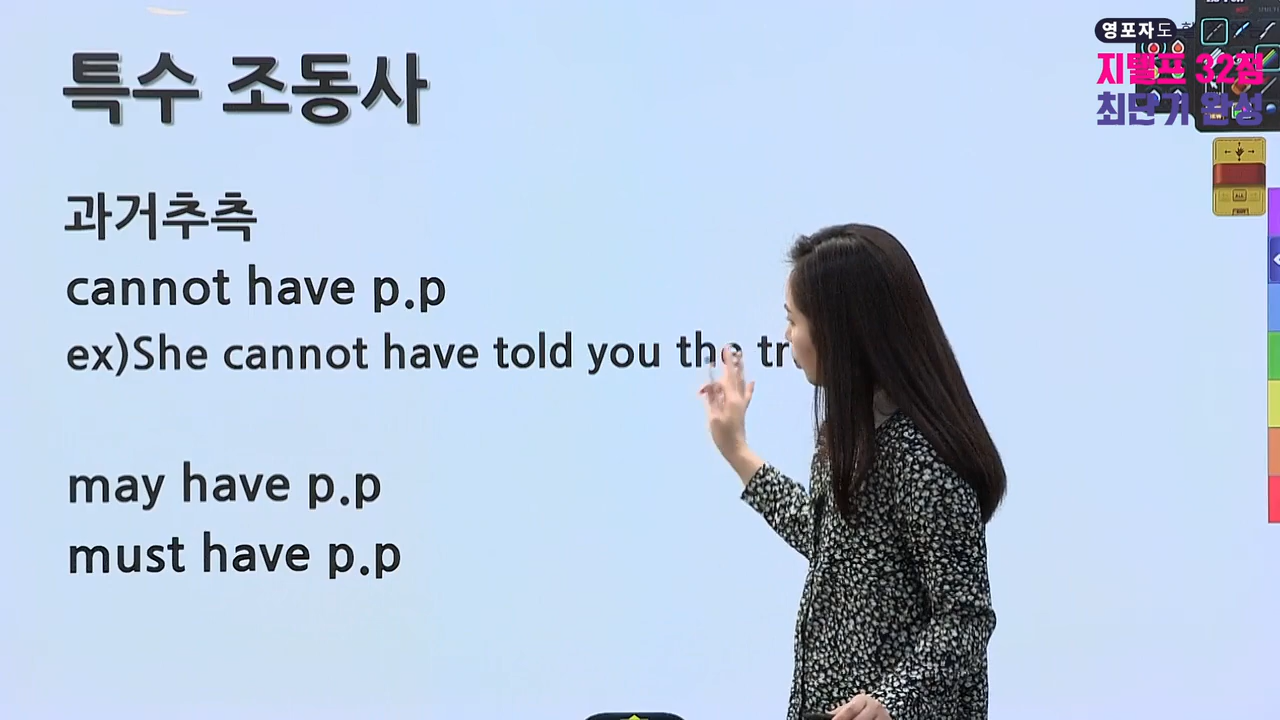 특수 조동사
과거추측
cannot have p.p
ex)She cannot have told you the
may have p.p
must have p.p
영포자도
지텔프 32점
최단기 완성